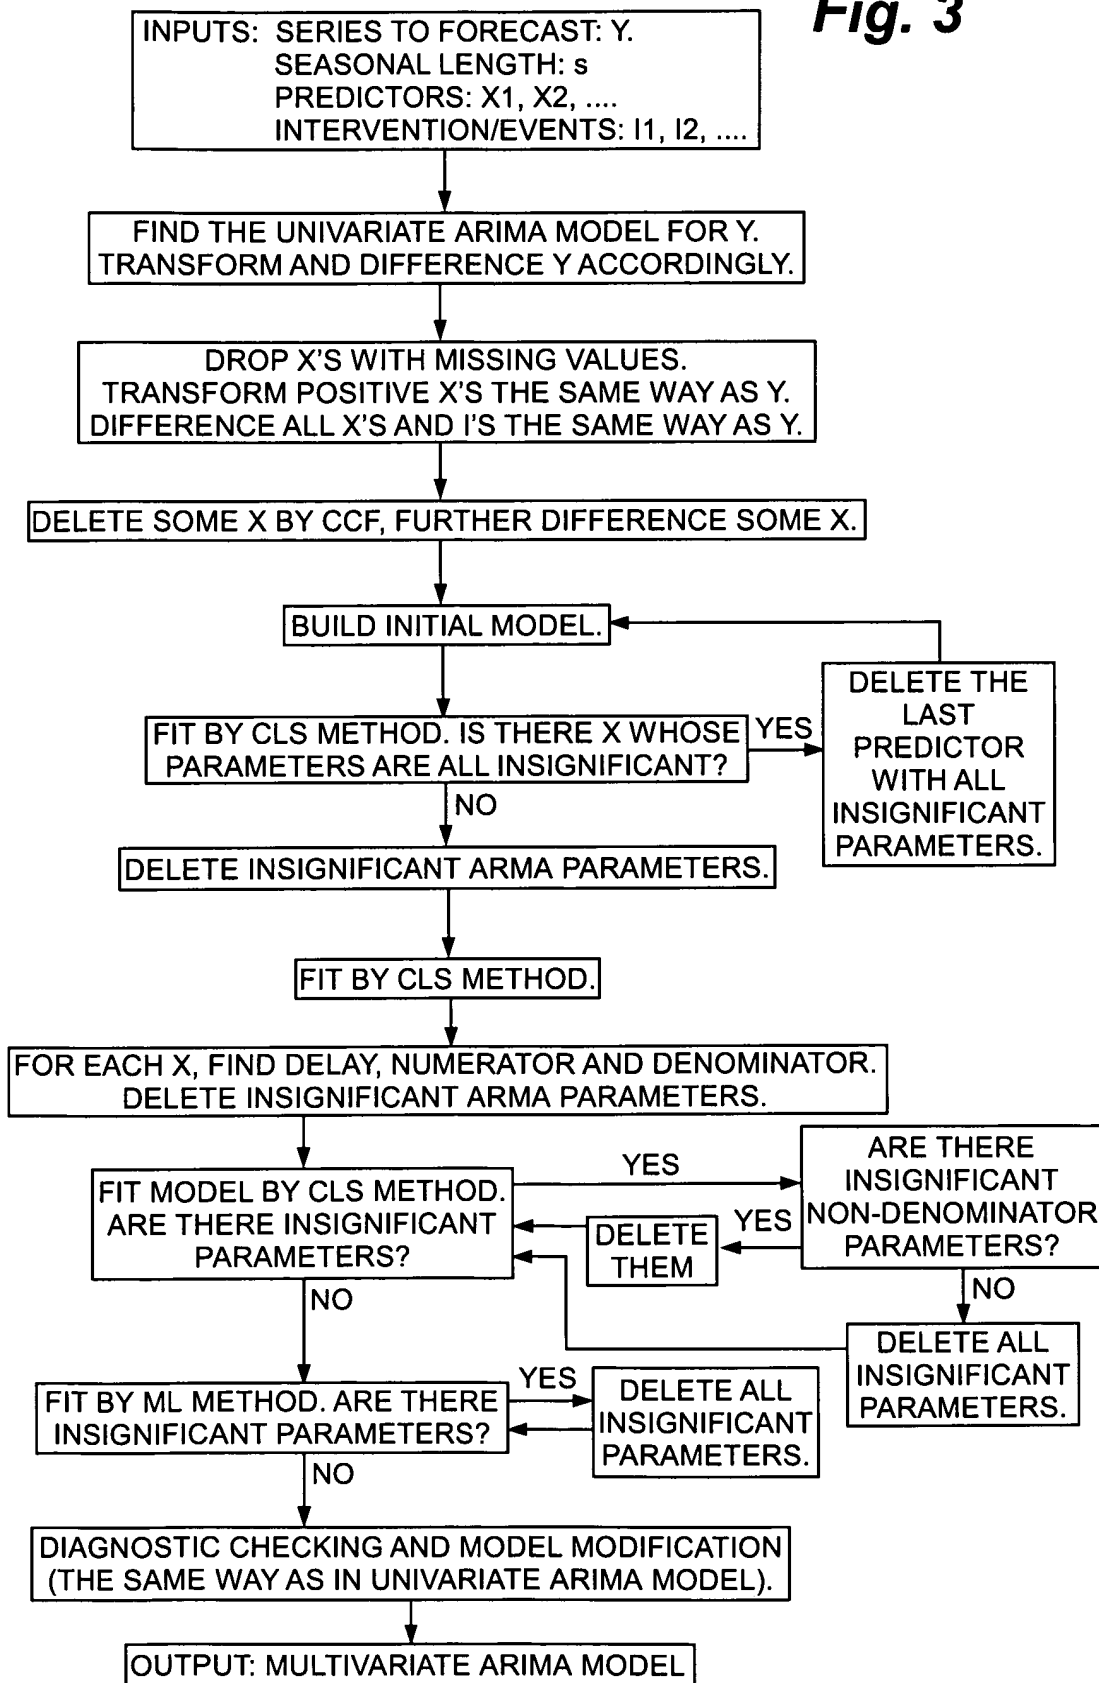 Fig. 3
INPUTS: SERIES TO FORECAST: Y.
SEASONAL LENGTH: s
PREDICTORS: X1, X2, ....
INTERVENTION/EVENTS: I1, I2, ....
FIND THE UNIVARIATE ARIMA MODEL FOR Y.
TRANSFORM AND DIFFERENCE Y ACCORDINGLY.
DROP X'S WITH MISSING VALUES.
TRANSFORM POSITIVE X'S THE SAME WAY AS Y.
DIFFERENCE ALL X'S AND I'S THE SAME WAY AS Y.
DELETE SOME X BY CCF, FURTHER DIFFERENCE SOME X.
BUILD INITIAL MODEL.
FIT BY CLS METHOD. IS THERE X WHOSE
PARAMETERS ARE ALL INSIGNIFICANT?
YES
DELETE THE
LAST
PREDICTOR
WITH ALL
INSIGNIFICANT
PARAMETERS.
NO
DELETE INSIGNIFICANT ARMA PARAMETERS.
FIT BY CLS METHOD.
FOR EACH X, FIND DELAY, NUMERATOR AND DENOMINATOR.
DELETE INSIGNIFICANT ARMA PARAMETERS.
FIT MODEL BY CLS METHOD.
ARE THERE INSIGNIFICANT
PARAMETERS?
YES
ARE THERE
INSIGNIFICANT
NON-DENOMINATOR
PARAMETERS?
YES
DELETE
THEM
NO
DELETE ALL
INSIGNIFICANT
PARAMETERS.
NO
FIT BY ML METHOD. ARE THERE
INSIGNIFICANT PARAMETERS?
YES
DELETE ALL
INSIGNIFICANT
PARAMETERS.
NO
DIAGNOSTIC CHECKING AND MODEL MODIFICATION
(THE SAME WAY AS IN UNIVARIATE ARIMA MODEL).
OUTPUT: MULTIVARIATE ARIMA MODEL